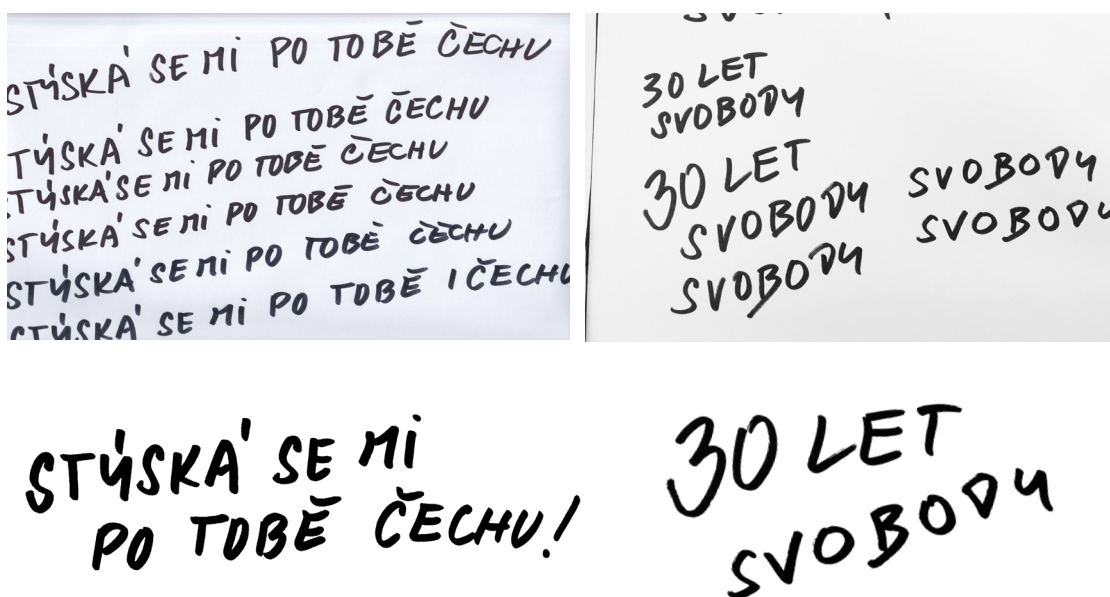 STÝSKÁ SE MI PO TOBĚ ČECHU
TÝSKÁ SE MI PO TOBĚ ČECHU
TÝSKÁ SE MI PO TOBĚ ČECHU
STÝSKÁ SE MI PO TOBĚ ČECHU
STÝSKÁ SE MI PO TOBĚ ČECHU
STÝSKÁ SE MI PO TOBĚ I ČECHU
30 LET
SVOBODY
30 LET
SVOBODY
SVOBODY
SVOBODY
SVOBODY
STÝSKÁ SE MI
PO TOBĚ ČECHU!
30 LET
SVOBODY